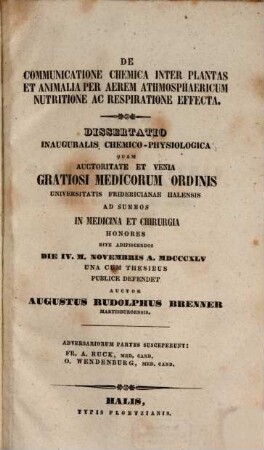 DE
COMMUNICATIONE CHEMICA INTER PLANTAS
ET ANIMALIA PER AEREM ATHMOSPHAERICUM
NUTRITIONE AC RESPIRATIONE EFFECTA.
DISSERTATIO
INAUGURALIS CHEMICO-PHYSIOLOGICA
QUAM
AUCTORITATE ET VENIA
GRATIOSI MEDICORUM ORDINIS
UNIVERSITATIS FRIDERICIANAE HALENSIS
AD SUMMOS
IN MEDICINA ET CHIRURGIA
HONORES
RITE ADIPISCENDOS
DIE IV. M. NOVEMBRIS A. MDCCCXLV
UNA CUM THESIBUS
PUBLICE DEFENDET
AUCTOR
AUGUSTUS RUDOLPHUS BRENNER
MARTISBURGENSIS.
ADVERSARIORUM PARTES SUSCEPERUNT:
FR. A. RUCK, MED. CAND.
O. WENDENBURG, MED. CAND.
HALIS,
TYPIS PLOETZIANIS.